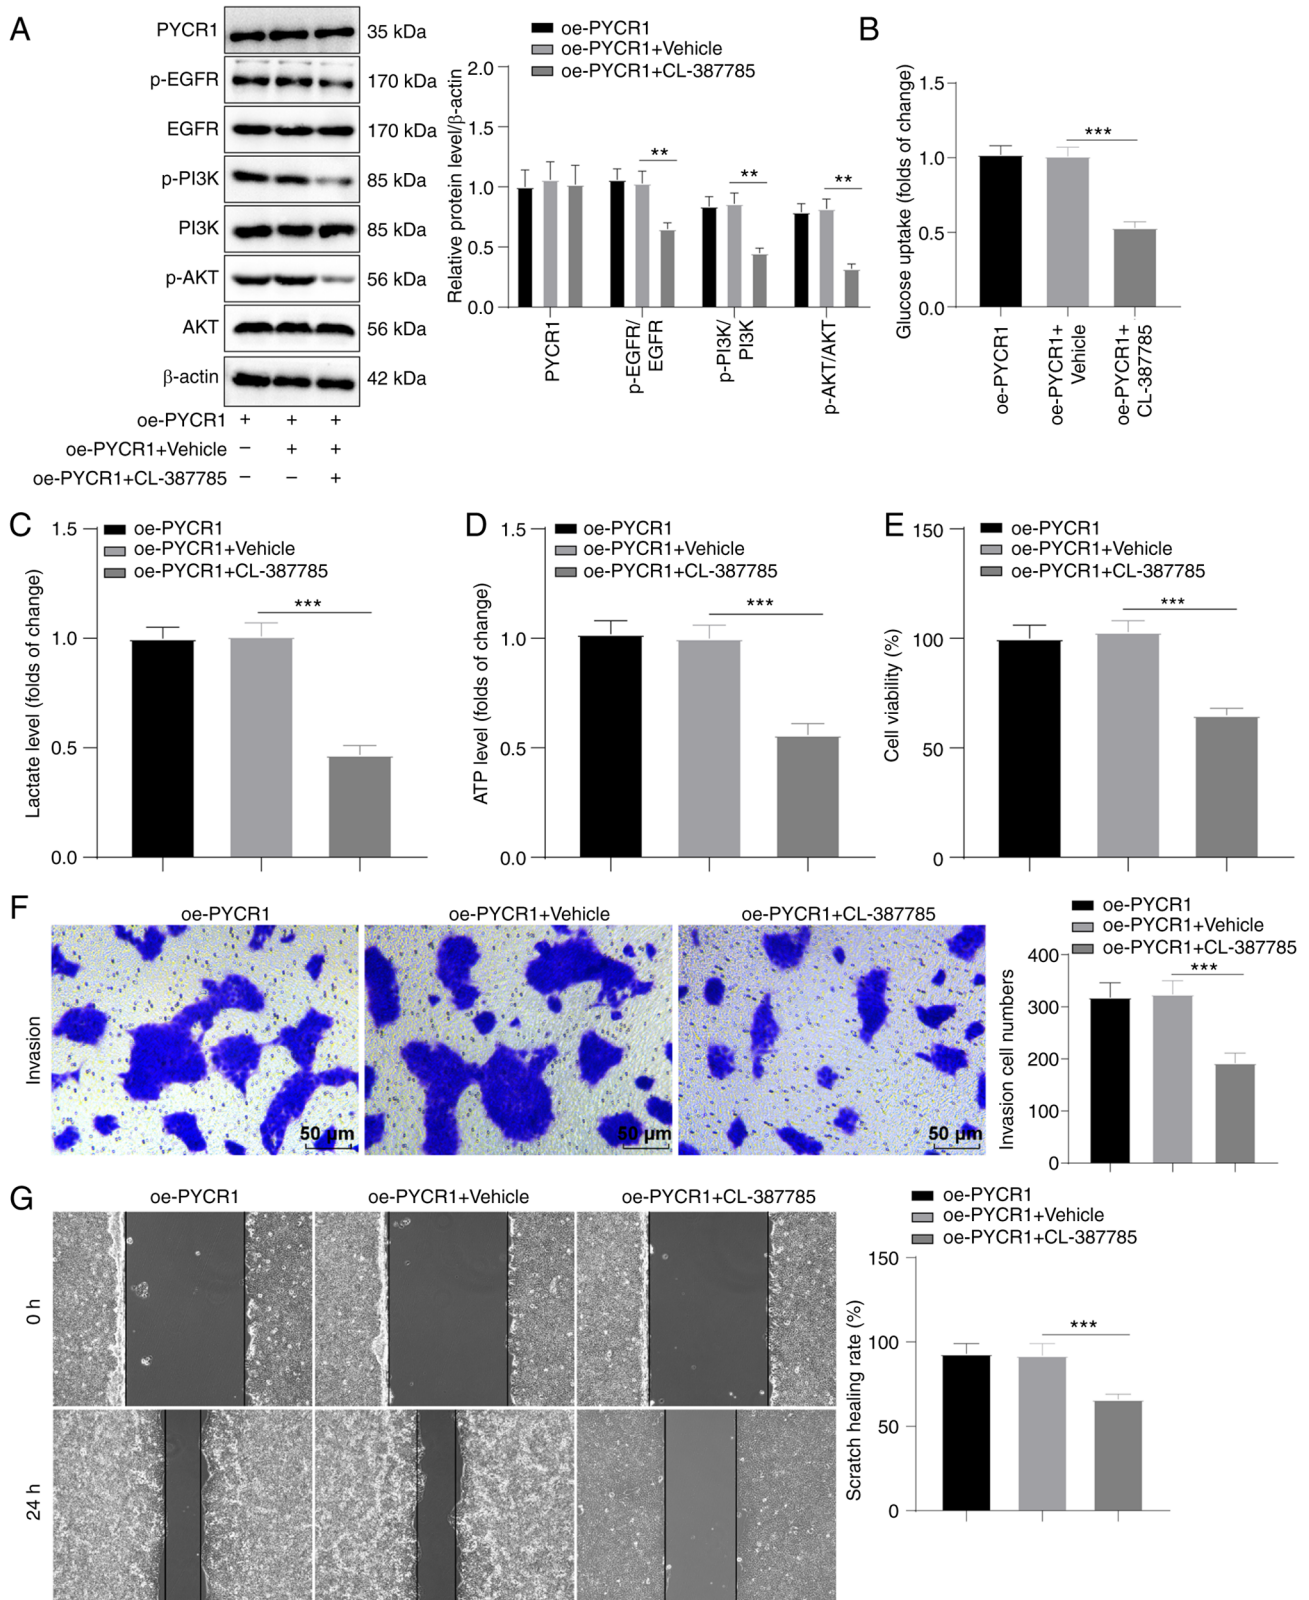 A
PYCR1
35 kDa
p-EGFR
170 kDa
EGFR
170 kDa
p-PI3K
85 kDa
PI3K
85 kDa
p-AKT
56 kDa
AKT
56 kDa
β-actin
42 kDa
oe-PYCR1 + + +
oe-PYCR1+Vehicle − + +
oe-PYCR1+CL-387785 − − +
oe-PYCR1
oe-PYCR1+Vehicle
oe-PYCR1+CL-387785
Relative protein level/β-actin
2.0
1.5
1.0
0.5
0.0
**
**
**
PYCR1
p-EGFR/
EGFR
p-PI3K/
PI3K
p-AKT/AKT
B
Glucose uptake (folds of change)
1.5
1.0
0.5
0.0
***
oe-PYCR1
oe-PYCR1+
Vehicle
oe-PYCR1+
CL-387785
C
oe-PYCR1
oe-PYCR1+Vehicle
oe-PYCR1+CL-387785
Lactate level (folds of change)
1.5
1.0
0.5
0.0
***
D
oe-PYCR1
oe-PYCR1+Vehicle
oe-PYCR1+CL-387785
ATP level (folds of change)
1.5
1.0
0.5
0.0
***
E
oe-PYCR1
oe-PYCR1+Vehicle
oe-PYCR1+CL-387785
Cell viability (%)
150
100
50
0
***
F
oe-PYCR1
oe-PYCR1+Vehicle
oe-PYCR1+CL-387785
Invasion
50 µm
50 µm
50 µm
oe-PYCR1
oe-PYCR1+Vehicle
oe-PYCR1+CL-387785
Invasion cell numbers
400
300
200
100
0
***
G
oe-PYCR1
oe-PYCR1+Vehicle
oe-PYCR1+CL-387785
0 h
24 h
oe-PYCR1
oe-PYCR1+Vehicle
oe-PYCR1+CL-387785
Scratch healing rate (%)
150
100
50
0
***